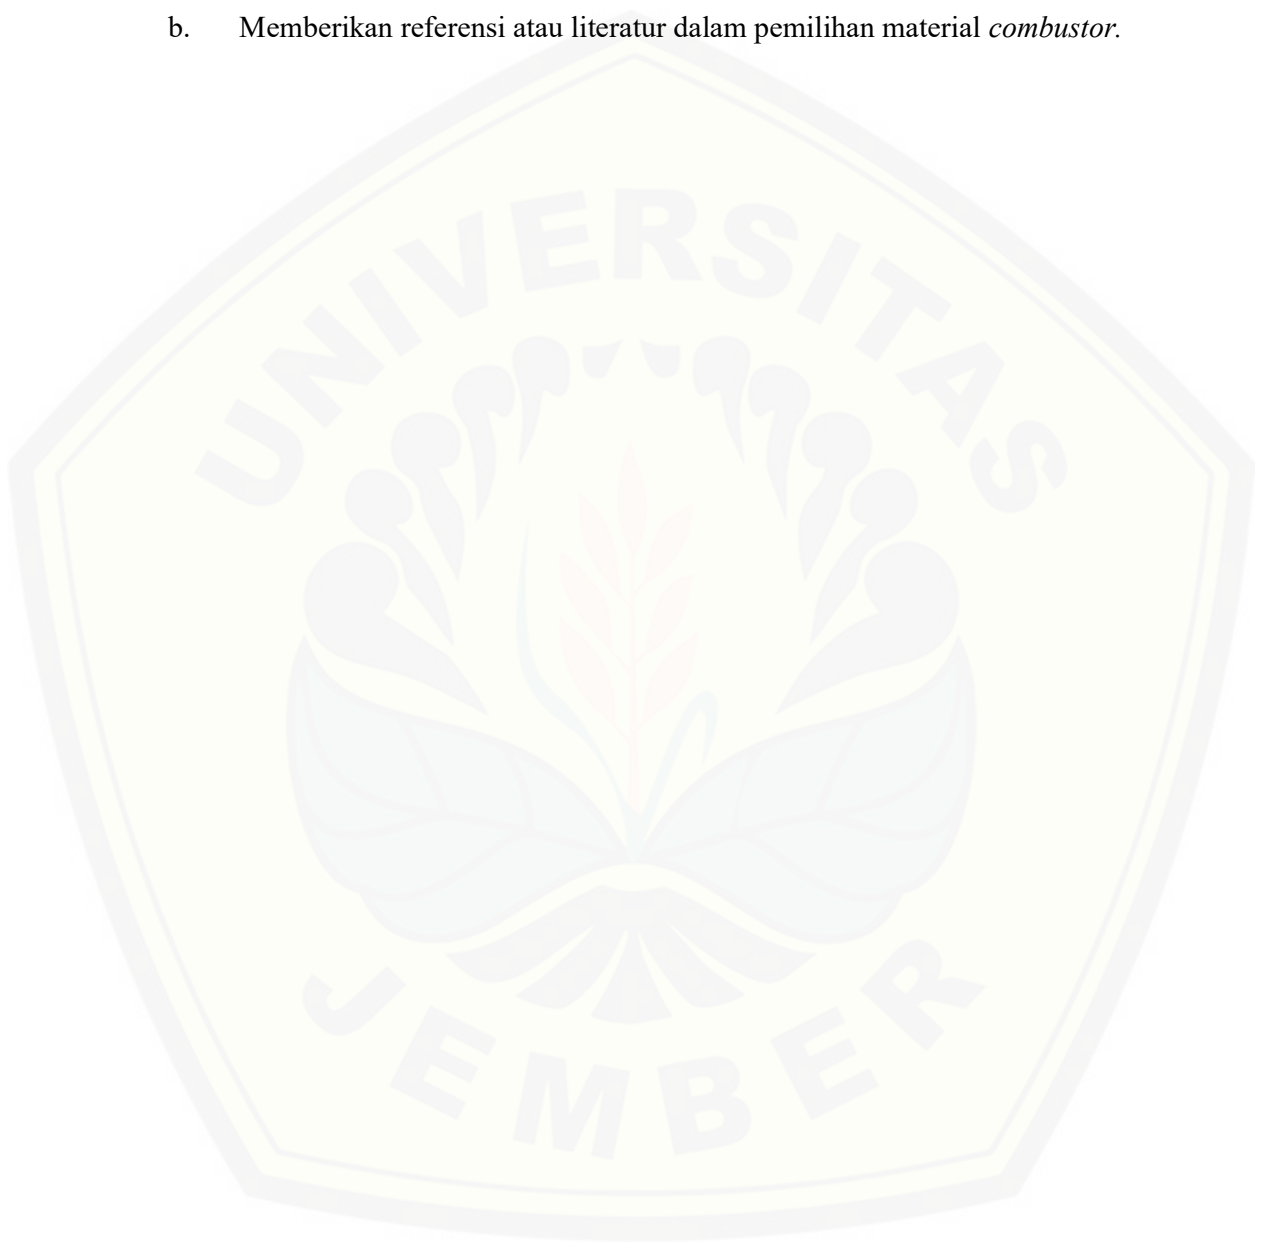 b. Memberikan referensi atau literatur dalam pemilihan material combustor.
UNIVERSITAS
JEMBER